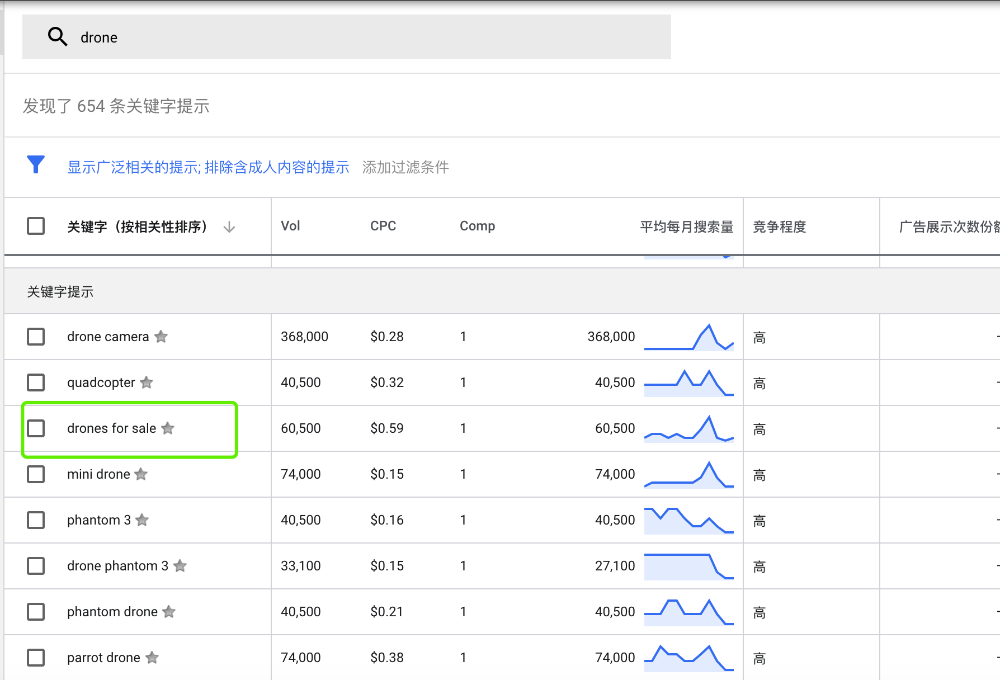 drone
发现了 654 条关键字提示
显示广泛相关的提示; 排除含成人内容的提示 添加过滤条件
关键字（按相关性排序） Vol CPC Comp 平均每月搜索量 竞争程度 广告展示次数份额
关键字提示
drone camera 368,000 $0.28 1 368,000 高
quadcopter 40,500 $0.32 1 40,500 高
drones for sale 60,500 $0.59 1 60,500 高
mini drone 74,000 $0.15 1 74,000 高
phantom 3 40,500 $0.16 1 40,500 高
drone phantom 3 33,100 $0.15 1 27,100 高
phantom drone 40,500 $0.21 1 40,500 高
parrot drone 74,000 $0.38 1 74,000 高